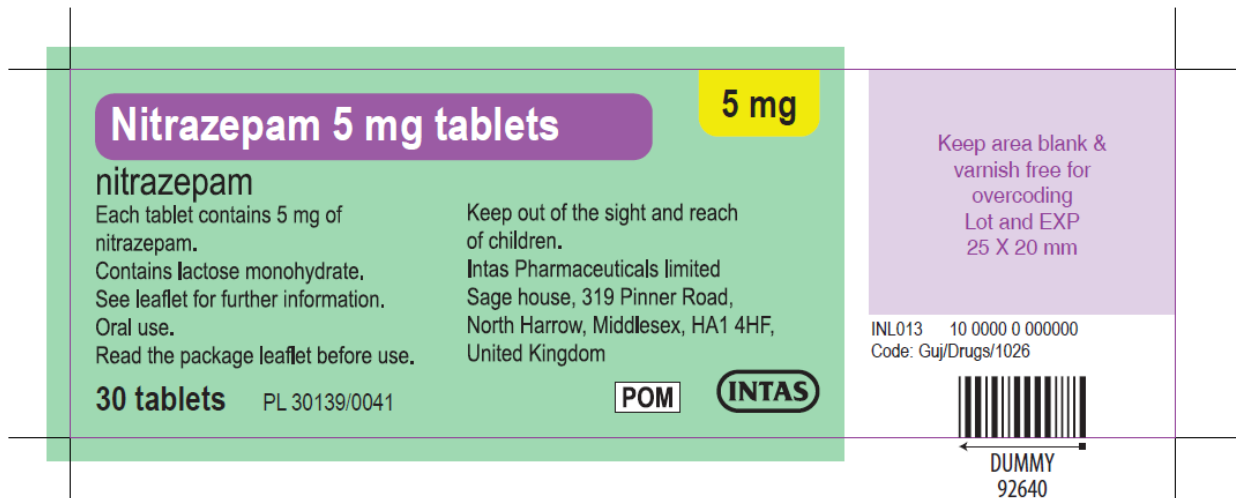 Nitrazepam 5 mg tablets
5 mg
nitrazepam
Each tablet contains 5 mg of
nitrazepam.
Contains lactose monohydrate.
See leaflet for further information.
Oral use.
Read the package leaflet before use.
30 tablets PL 30139/0041
Keep out of the sight and reach
of children.
Intas Pharmaceuticals limited
Sage house, 319 Pinner Road,
North Harrow, Middlesex, HA1 4HF,
United Kingdom
POM INTAS
Keep area blank &
varnish free for
overcoding
Lot and EXP
25 X 20 mm
INL013 10 0000 0 000000
Code: Guj/Drugs/1026
DUMMY
92640